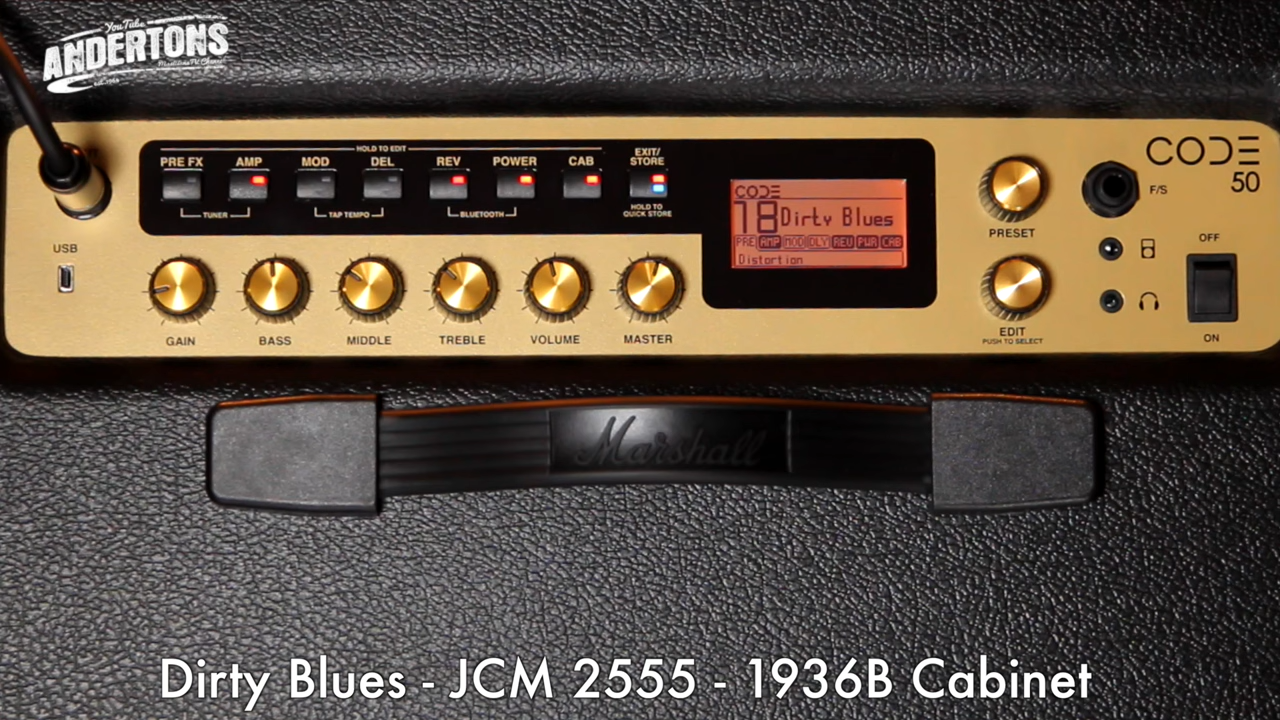 YouTube
ANDERTONS
CODE
50
HOLD TO EDIT
PRE FX AMP MOD DEL REV POWER CAB EXIT/STORE
TUNER TAP TEMPO BLUETOOTH HOLD TO QUICK STORE
CODE
78 Dirty Blues
PRE AMP MOD DLY REV PWR CAB
Distortion
F/S
PRESET
USB
OFF
EDIT
PUSH TO SELECT
GAIN BASS MIDDLE TREBLE VOLUME MASTER
ON
Marshall
Dirty Blues - JCM 2555 - 1936B Cabinet